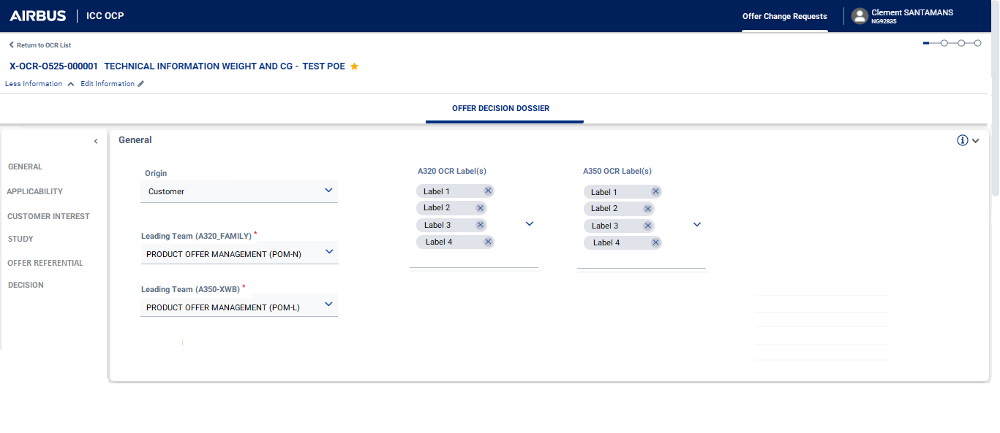 AIRBUS ICC OCP Offer Change Requests Clement SANTAMANS
NG92835
Return to OCR List
X-OCR-O525-000001 TECHNICAL INFORMATION WEIGHT AND CG - TEST POE
Less Information Edit Information
OFFER DECISION DOSSIER
GENERAL
APPLICABILITY
CUSTOMER INTEREST
STUDY
OFFER REFERENTIAL
DECISION
General
Origin
Customer
Leading Team (A320_FAMILY) *
PRODUCT OFFER MANAGEMENT (POM-N)
Leading Team (A350-XWB) *
PRODUCT OFFER MANAGEMENT (POM-L)
A320 OCR Label(s)
Label 1
Label 2
Label 3
Label 4
A350 OCR Label(s)
Label 1
Label 2
Label 3
Label 4